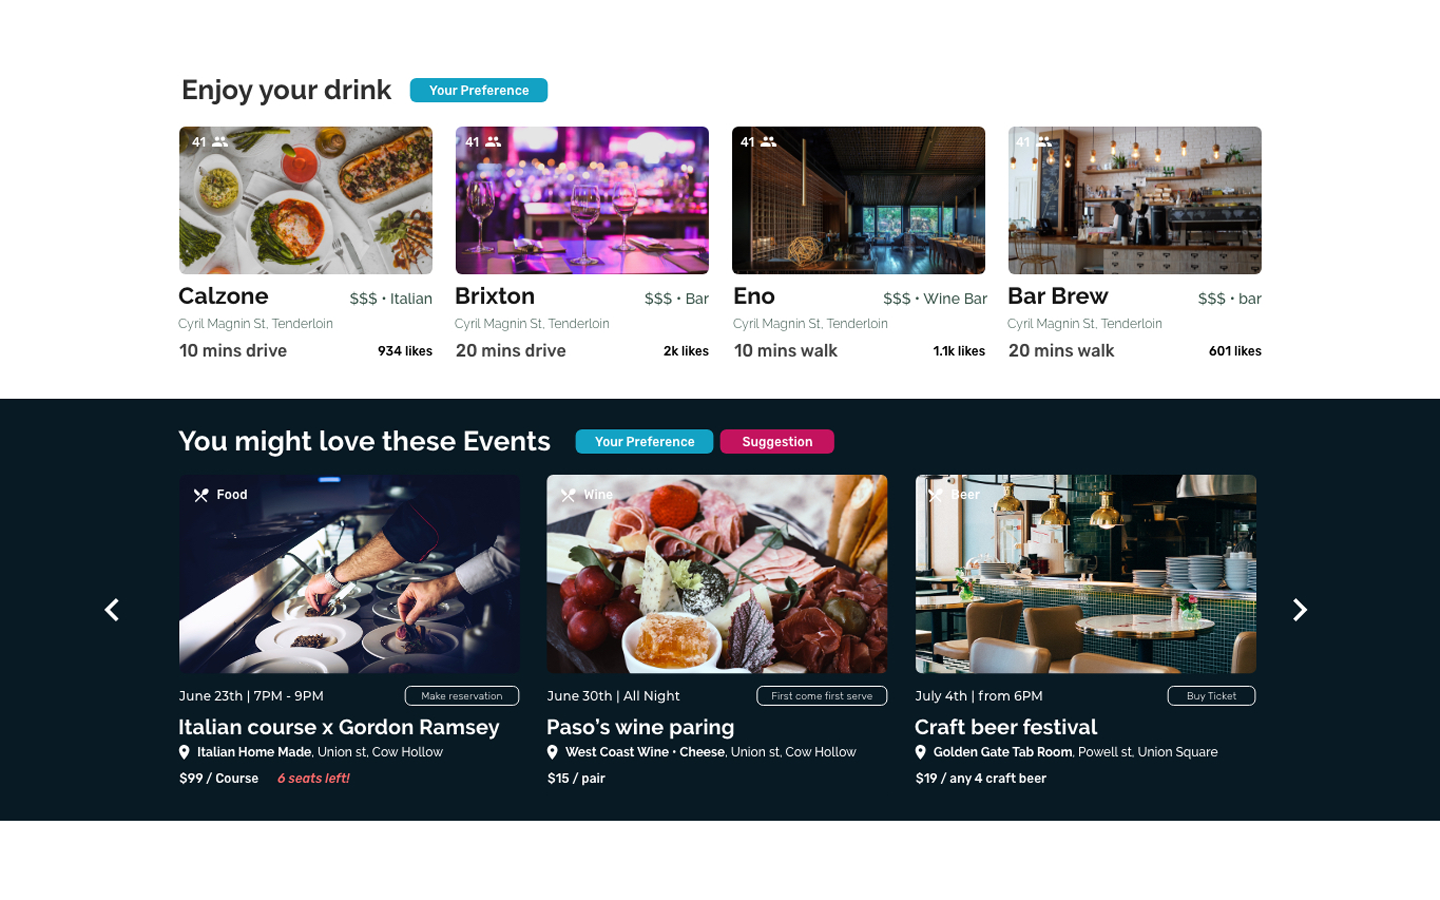 Enjoy your drink Your Preference
41 41 41 41
Calzone $$$ • Italian Brixton $$$ • Bar Eno $$$ • Wine Bar Bar Brew $$$ • bar
Cyril Magnin St, Tenderloin Cyril Magnin St, Tenderloin Cyril Magnin St, Tenderloin Cyril Magnin St, Tenderloin
10 mins drive 934 likes 20 mins drive 2k likes 10 mins walk 1.1k likes 20 mins walk 601 likes
You might love these Events Your Preference Suggestion
Food Wine Beer
June 23th | 7PM - 9PM Make reservation June 30th | All Night First come first serve July 4th | from 6PM Buy Ticket
Italian course x Gordon Ramsey Paso's wine paring Craft beer festival
Italian Home Made, Union st, Cow Hollow West Coast Wine • Cheese, Union st, Cow Hollow Golden Gate Tab Room, Powell st, Union Square
$99 / Course 6 seats left! $15 / pair $19 / any 4 craft beer